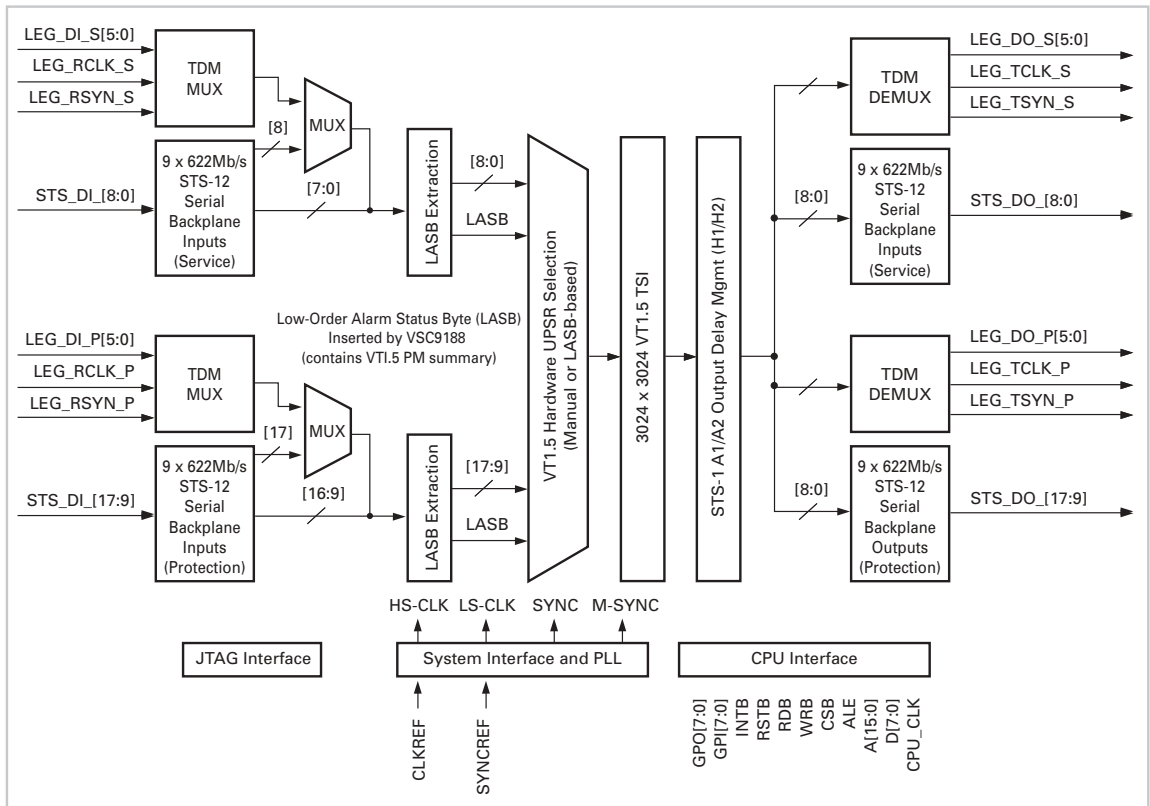 LEG_DI_S[5:0]
LEG_RCLK_S
LEG_RSYN_S
TDM
MUX
MUX
[8]
9 x 622Mb/s
STS-12
Serial
Backplane
Inputs
(Service)
STS_DI_[8:0]
[7:0]
LASB Extraction
[8:0]
LASB
LEG_DI_P[5:0]
LEG_RCLK_P
LEG_RSYN_P
TDM
MUX
Low-Order Alarm Status Byte (LASB)
Inserted by VSC9188
(contains VTI.5 PM summary)
MUX
[17]
9 x 622Mb/s
STS-12
Serial
Backplane
Inputs
(Protection)
STS_DI_[17:9]
[16:9]
LASB Extraction
[17:9]
LASB
VT1.5 Hardware UPSR Selection
(Manual or LASB-based)
3024 x 3024 VT1.5 TSI
STS-1 A1/A2 Output Delay Mgmt (H1/H2)
TDM
DEMUX
LEG_DO_S[5:0]
LEG_TCLK_S
LEG_TSYN_S
[8:0]
9 x 622Mb/s
STS-12
Serial
Backplane
Inputs
(Service)
STS_DO_[8:0]
TDM
DEMUX
LEG_DO_P[5:0]
LEG_TCLK_P
LEG_TSYN_P
[8:0]
9 x 622Mb/s
STS-12
Serial
Backplane
Outputs
(Protection)
STS_DO_[17:9]
HS-CLK
LS-CLK
SYNC
M-SYNC
JTAG Interface
System Interface and PLL
CPU Interface
CLKREF
SYNCREF
GPO[7:0]
GPI[7:0]
INTB
RSTB
RDB
WRB
CSB
ALE
A[15:0]
D[7:0]
CPU_CLK